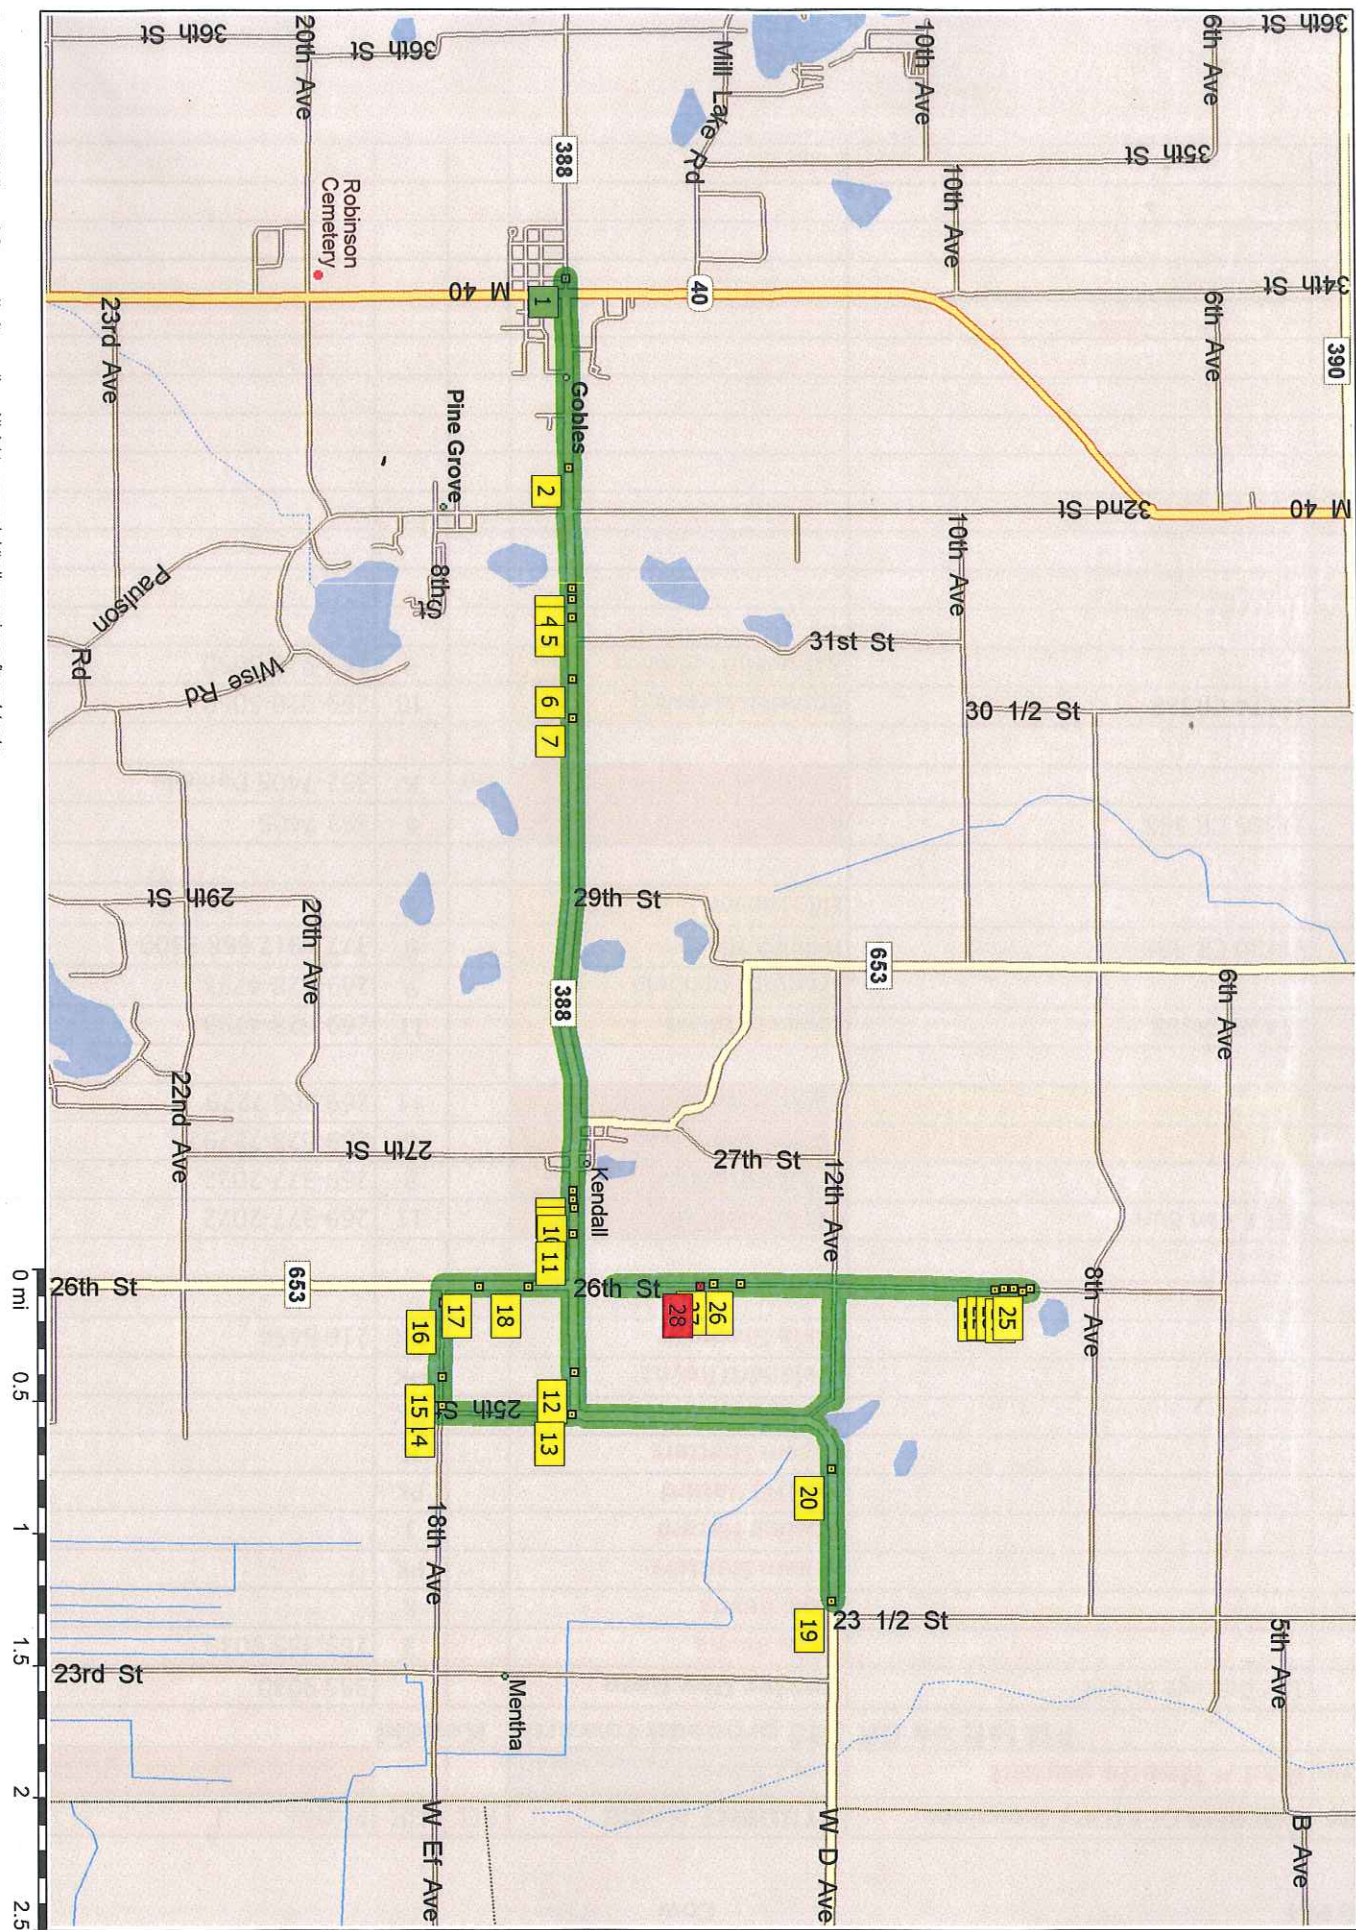 36th St
20th Ave
36th St
388
Mill Lake Rd
10th Ave
6th Ave
36th St
35th St
Robinson
Cemetery
10th Ave
34th St
M 40
1
40
6th Ave
390
23rd Ave
Gobles
Pine Grove
2
32nd St
M 40
10th Ave
8th St
Paulson
Rd
Wise Rd
4
5
31st St
6
7
30 1/2 St
29th St
20th Ave
29th St
388
653
6th Ave
22nd Ave
27th St
27th St
12th Ave
Kendall
10
11
26th St
653
26th St
8th Ave
17
18
16
28
26
25
15
25th St
12
13
20
18th Ave
19
23 1/2 St
5th Ave
23rd St
Mentha
W Ef Ave
W D Ave
B Ave
0 mi
0.5
1
1.5
2
2.5